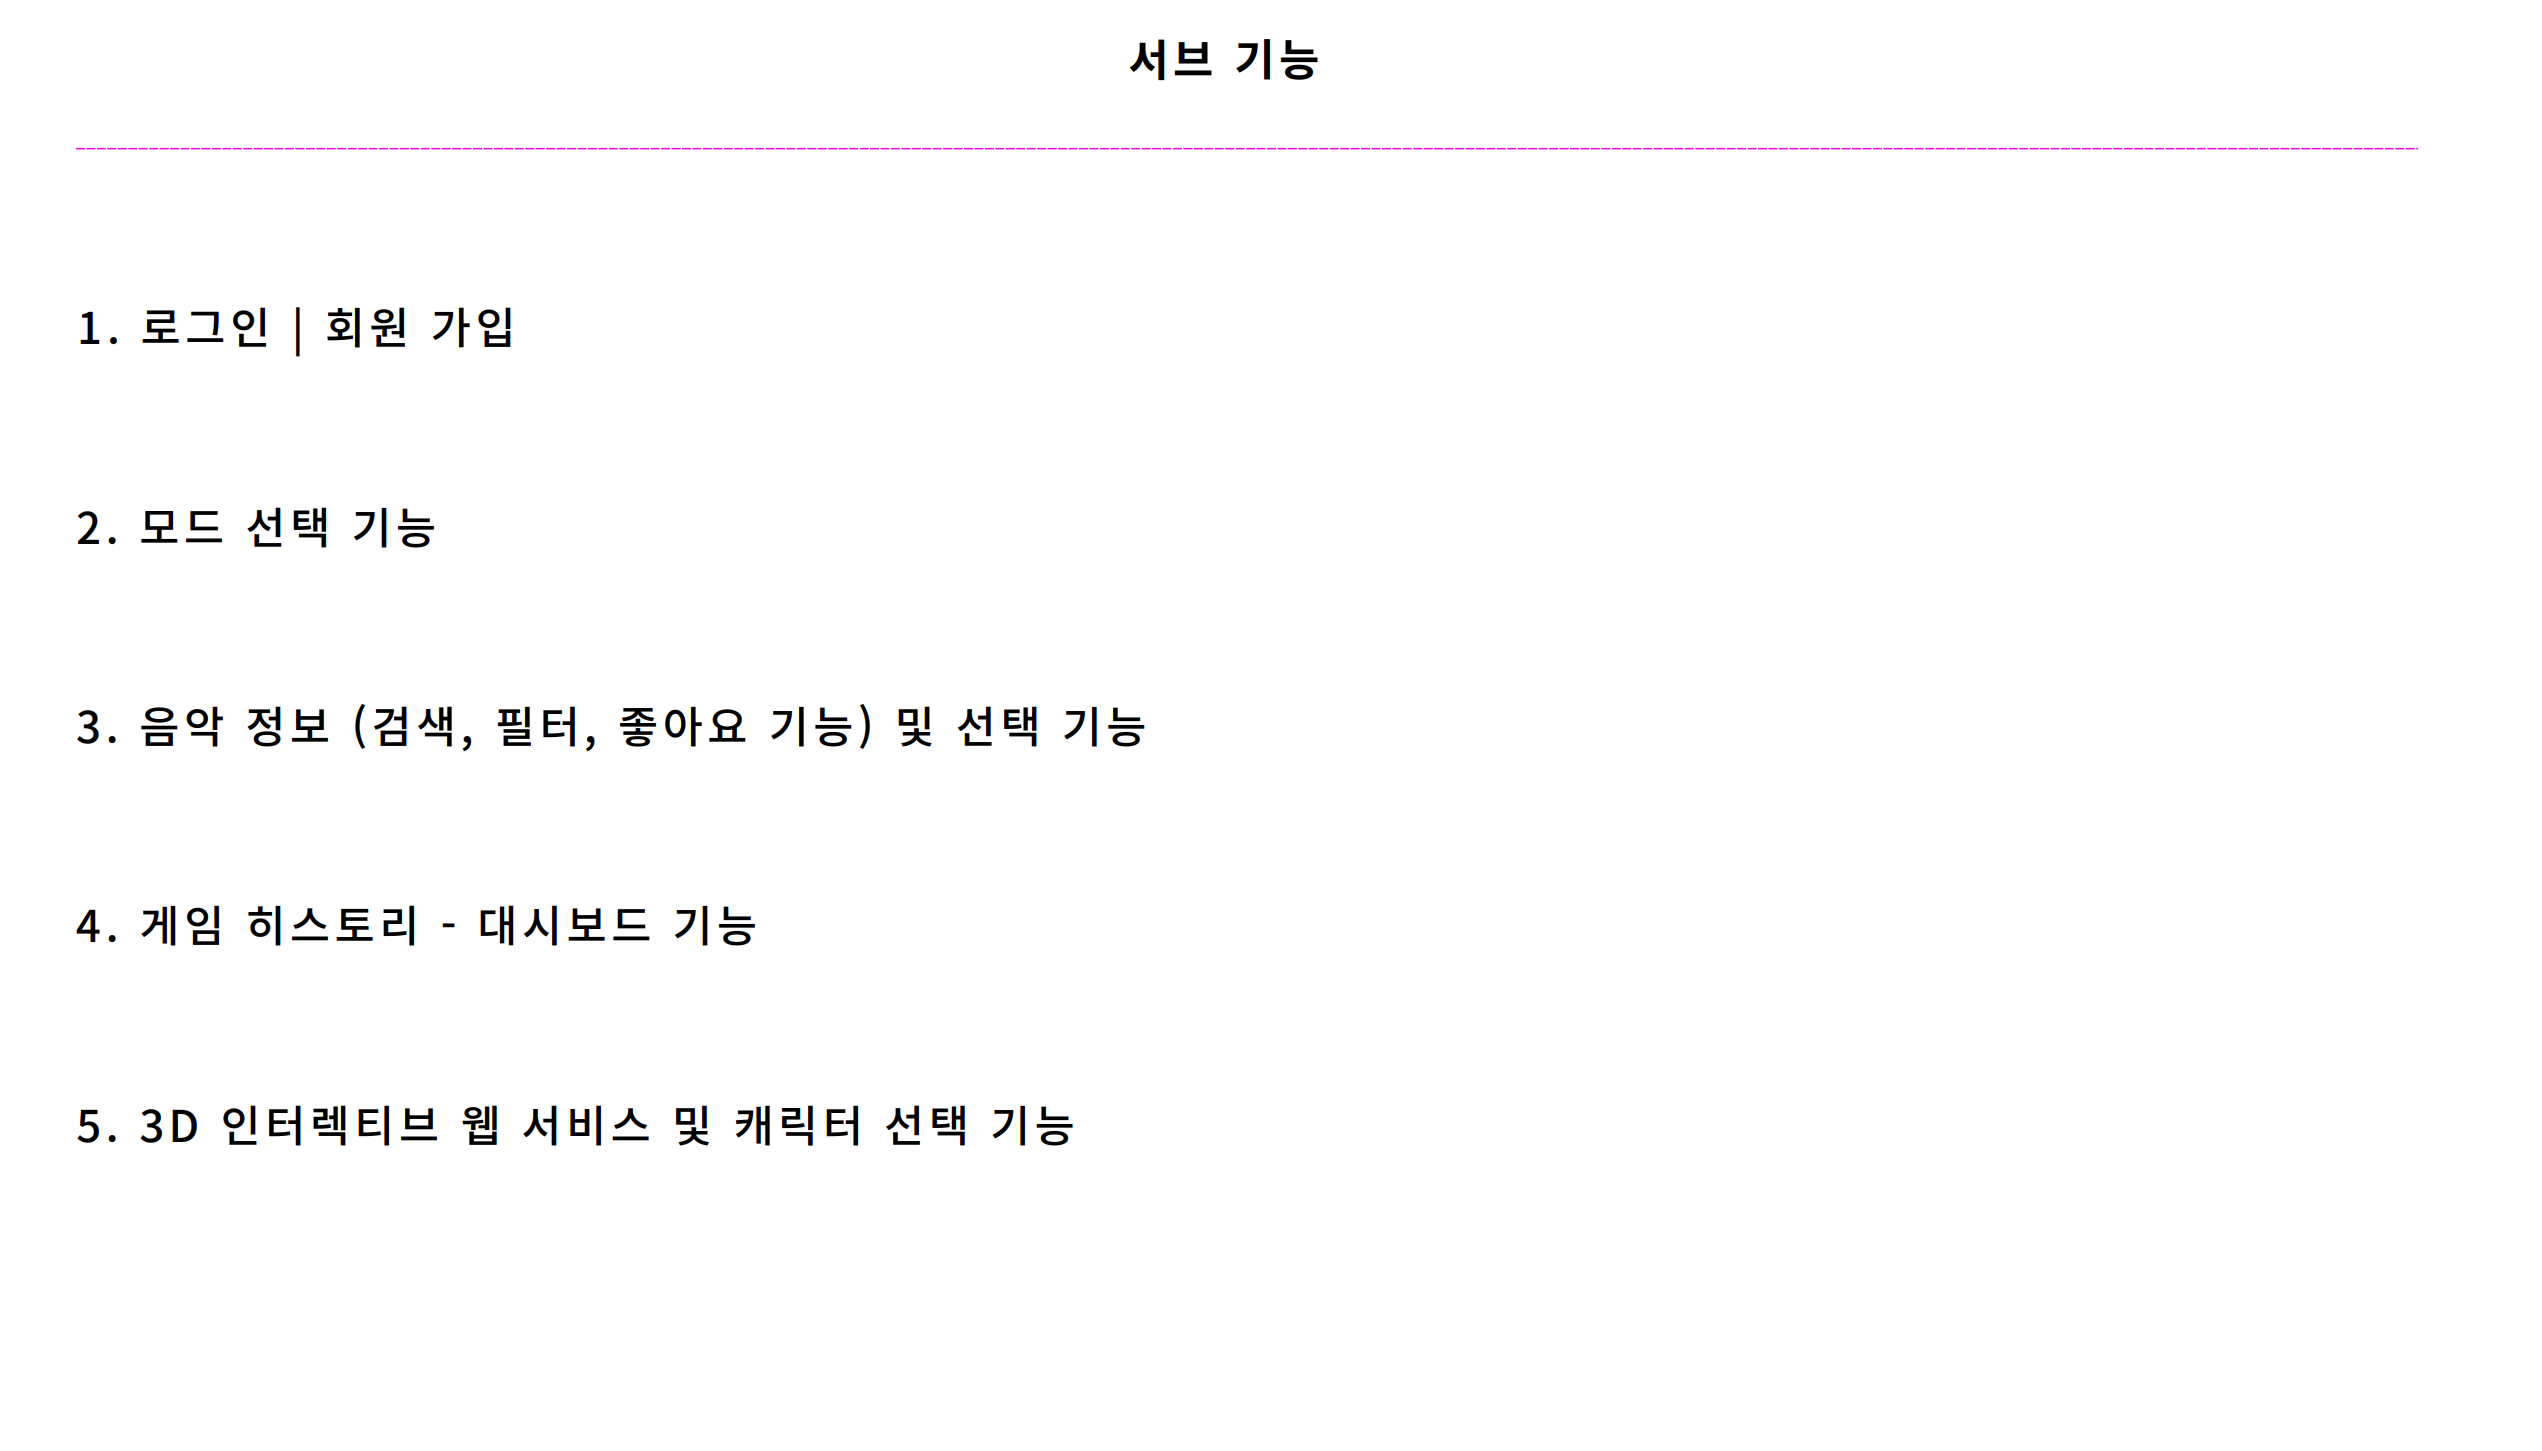 서브 기능
1. 로그인 | 회원 가입
2. 모드 선택 기능
3. 음악 정보 (검색, 필터, 좋아요 기능) 및 선택 기능
4. 게임 히스토리 - 대시보드 기능
5. 3D 인터렉티브 웹 서비스 및 캐릭터 선택 기능